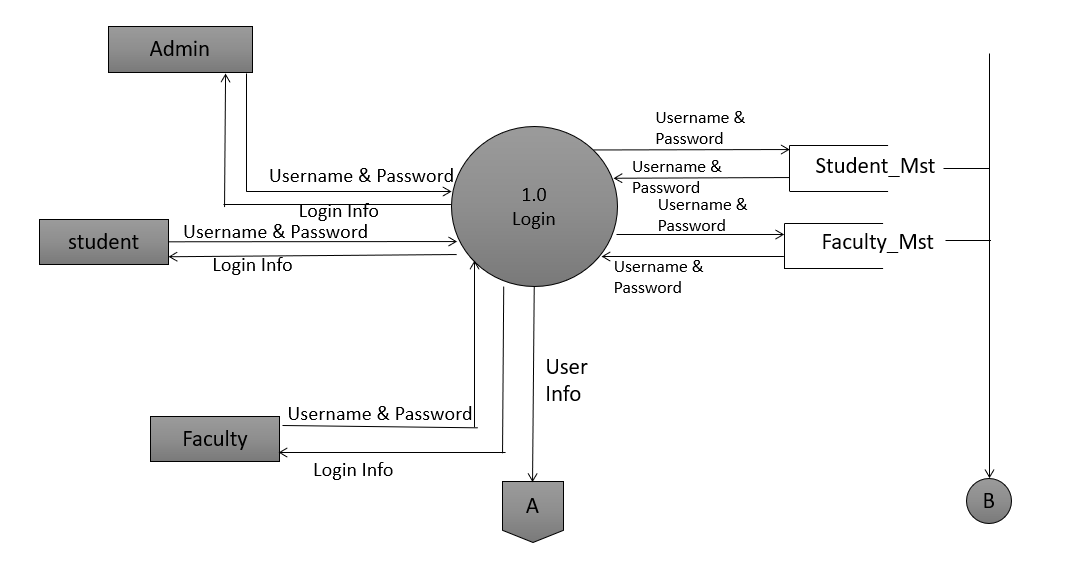 Admin
Username &
Password
Username &
Password
Student_Mst
Username & Password
Login Info
1.0
Login
Username &
Password
Faculty_Mst
student
Username & Password
Login Info
Username &
Password
User
Info
Username & Password
Faculty
Login Info
A
B